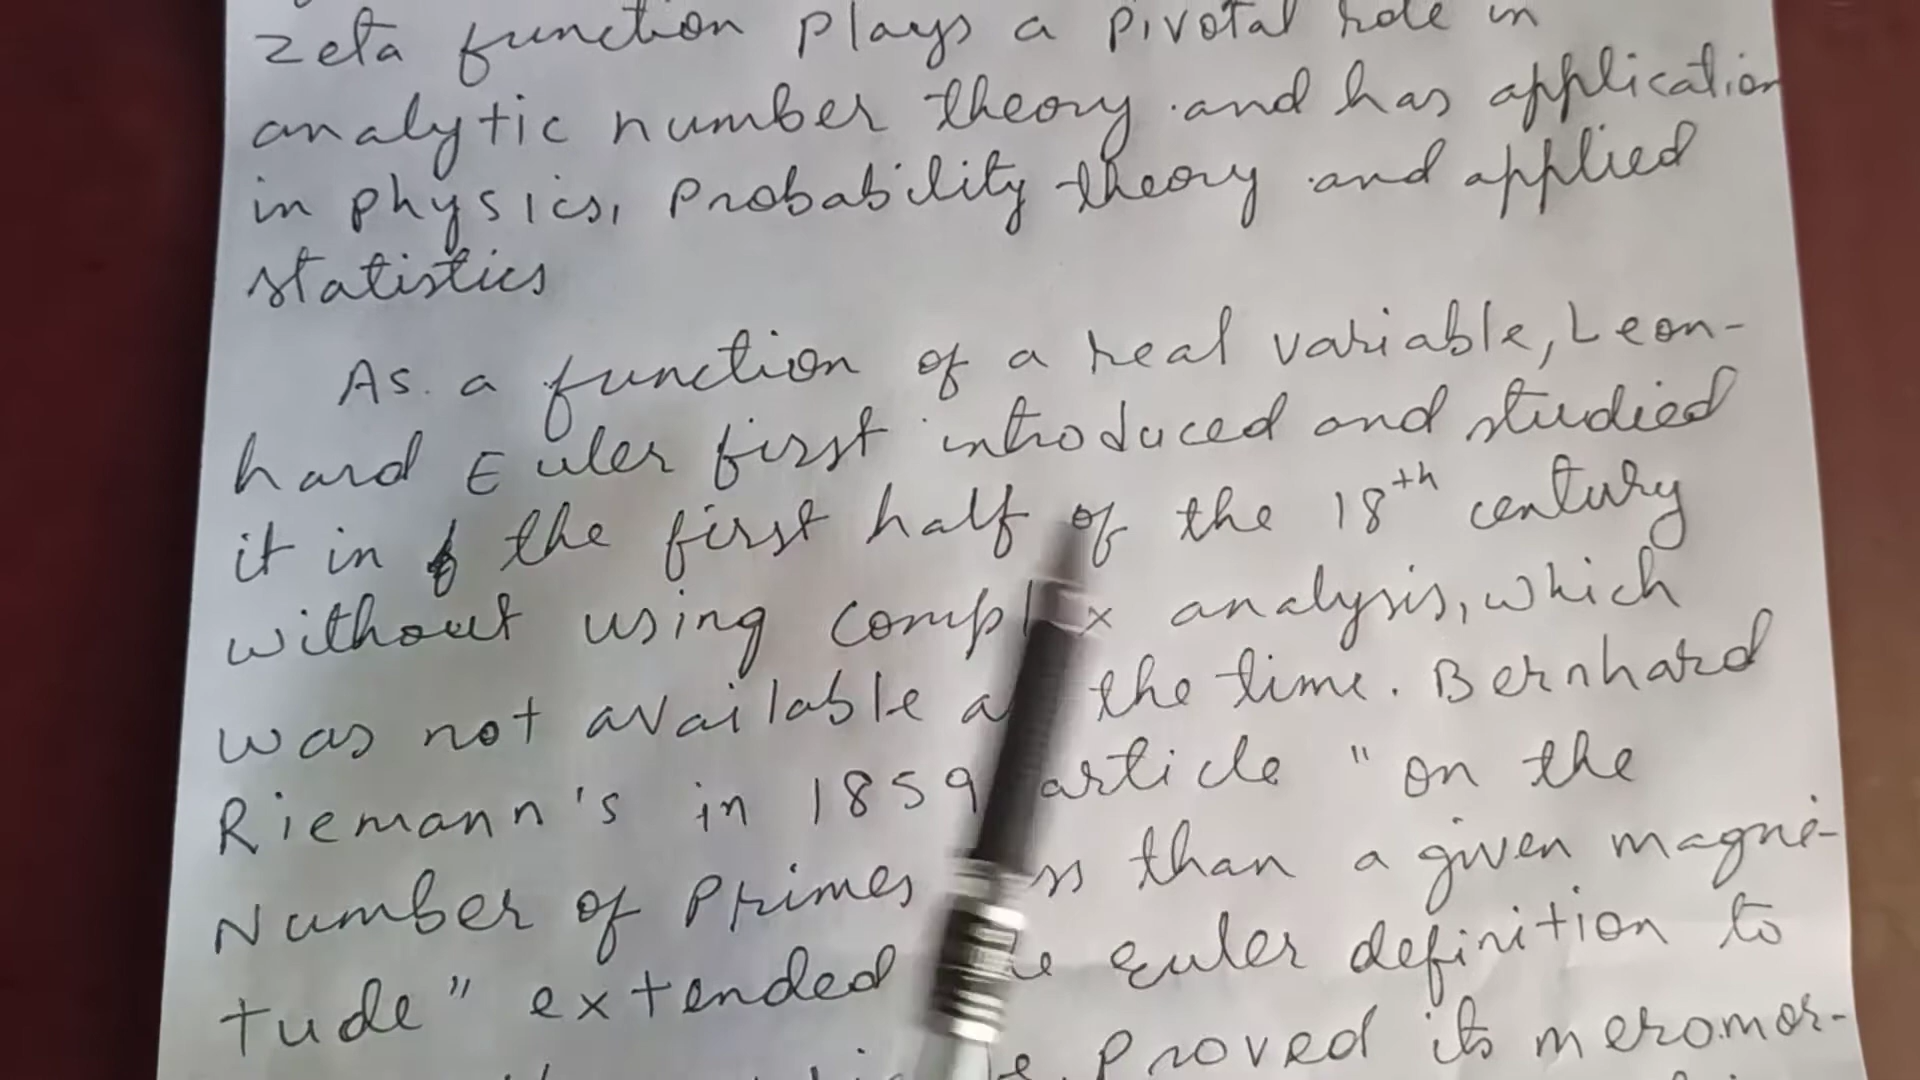 zeta function plays a pivotal role in
analytic number theory and has application
in physics, Probability theory and applied
statistics
As a function of a real variable, Leon-
hard Euler first introduced and studied
it in the first half of the 18th century
without using complex analysis, which
was not available the time. Bernhard
Riemann's in 1859 article "on the
Number of Primes than a given magni-
tude" extended Euler definition to
Proved its meromor-